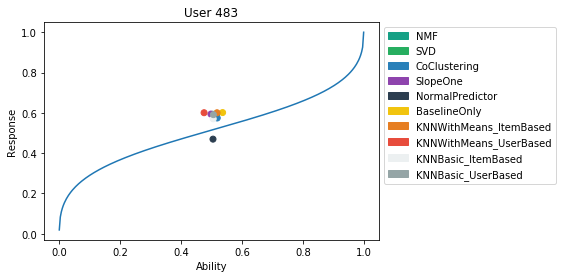 User 483
1.0
0.8
0.6
0.4
0.2
0.0
Response
0.0 0.2 0.4 0.6 0.8 1.0
Ability
NMF
SVD
CoClustering
SlopeOne
NormalPredictor
BaselineOnly
KNNWithMeans_ItemBased
KNNWithMeans_UserBased
KNNBasic_ItemBased
KNNBasic_UserBased